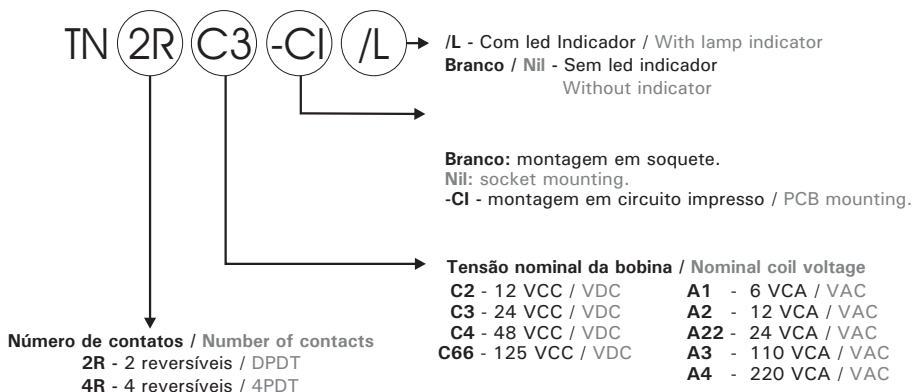 TN 2R C3 -CI /L
/L - Com led Indicador / With lamp indicator
Branco / Nil - Sem led indicador
Without indicator
Branco: montagem em soquete.
Nil: socket mounting.
-CI - montagem em circuito impresso / PCB mounting.
Tensão nominal da bobina / Nominal coil voltage
C2 - 12 VCC / VDC A1 - 6 VCA / VAC
C3 - 24 VCC / VDC A2 - 12 VCA / VAC
C4 - 48 VCC / VDC A22 - 24 VCA / VAC
C66 - 125 VCC / VDC A3 - 110 VCA / VAC
A4 - 220 VCA / VAC
Número de contatos / Number of contacts
2R - 2 reversíveis / DPDT
4R - 4 reversíveis / 4PDT